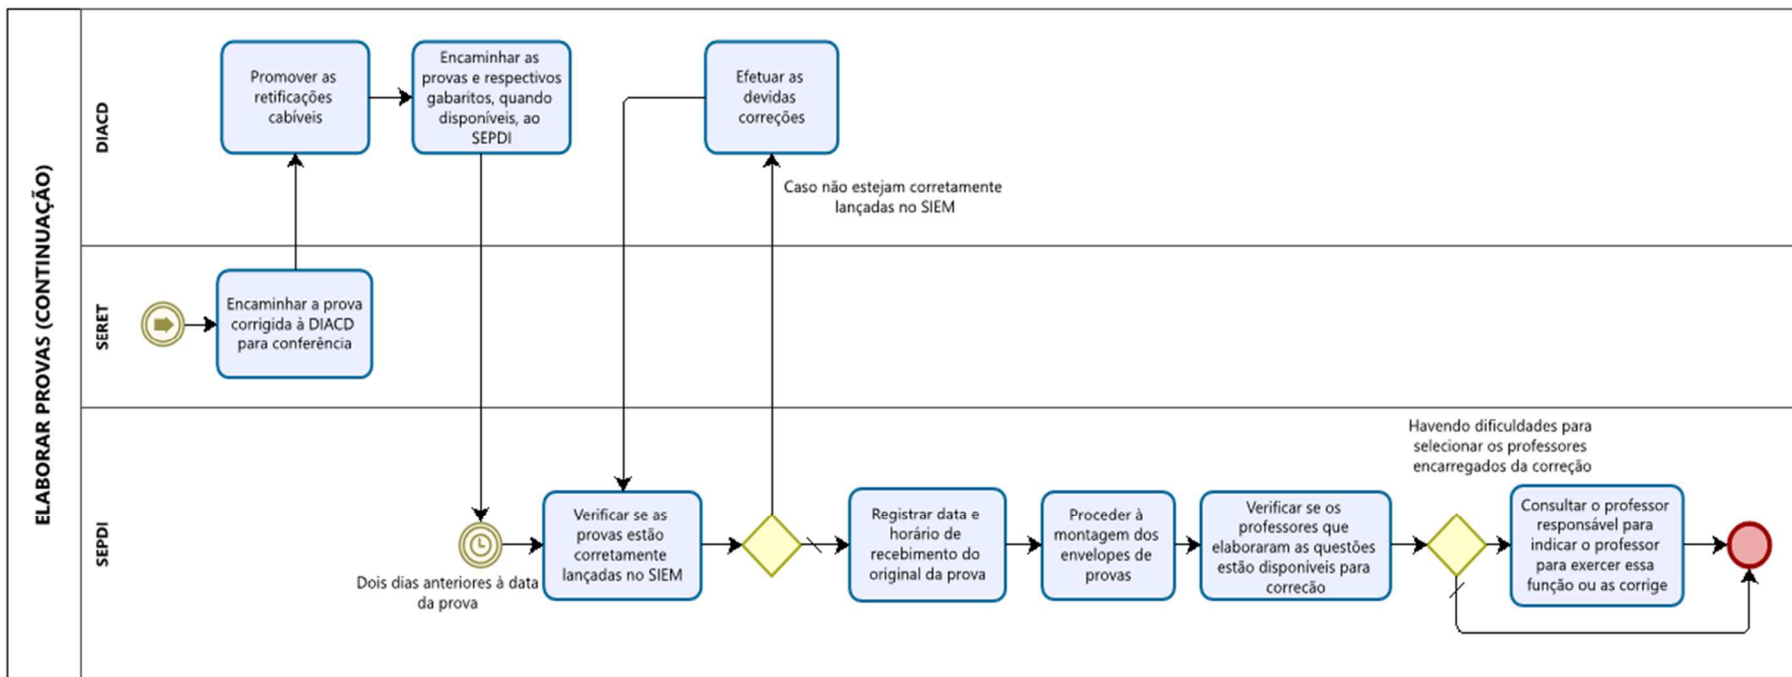 ELABORAR PROVAS (CONTINUAÇÃO)
DIACD
Promover as
retificações
cabíveis
Encaminhar as
provas e respectivos
gabaritos, quando
disponíveis, ao
SEPDI
Efetuar as
devidas
correções
Caso não estejam corretamente
lançadas no SIEM
SERET
Encaminhar a prova
corrigida à DIACD
para conferência
SEPDI
Dois dias anteriores à data
da prova
Verificar se as
provas estão
corretamente
lançadas no SIEM
Registrar data e
horário de
recebimento do
original da prova
Proceder à
montagem dos
envelopes de
provas
Verificar se os
professores que
elaboraram as questões
estão disponíveis para
correcão
Havendo dificuldades para
selecionar os professores
encarregados da correção
Consultar o professor
responsável para
indicar o professor
para exercer essa
função ou as corrige